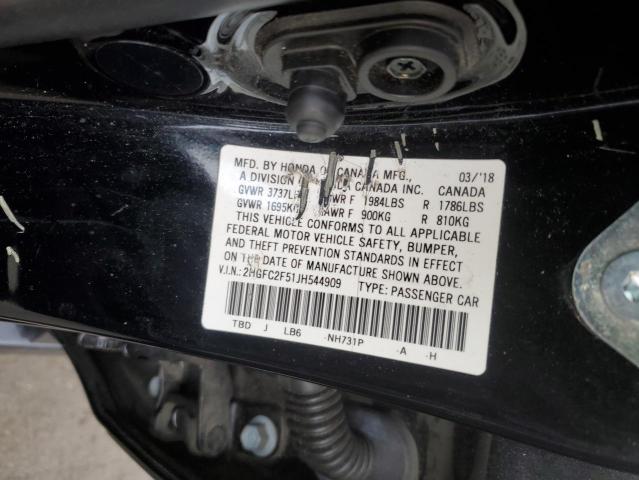 MFD. BY HONDA OF CANADA MFG., 03/'18
A DIVISION CANADA INC. CANADA
GVWR 3737L F 1984LBS R 1786LBS
GVWR 1695KG GAWR F 900KG R 810KG
THIS VEHICLE CONFORMS TO ALL APPLICABLE
FEDERAL MOTOR VEHICLE SAFETY, BUMPER,
AND THEFT PREVENTION STANDARDS IN EFFECT
ON THE DATE OF MANUFACTURE SHOWN ABOVE.
V.I.N.: 2HGFC2F51JH544909 TYPE: PASSENGER CAR
TBD J LB6 -NH731P -A -H